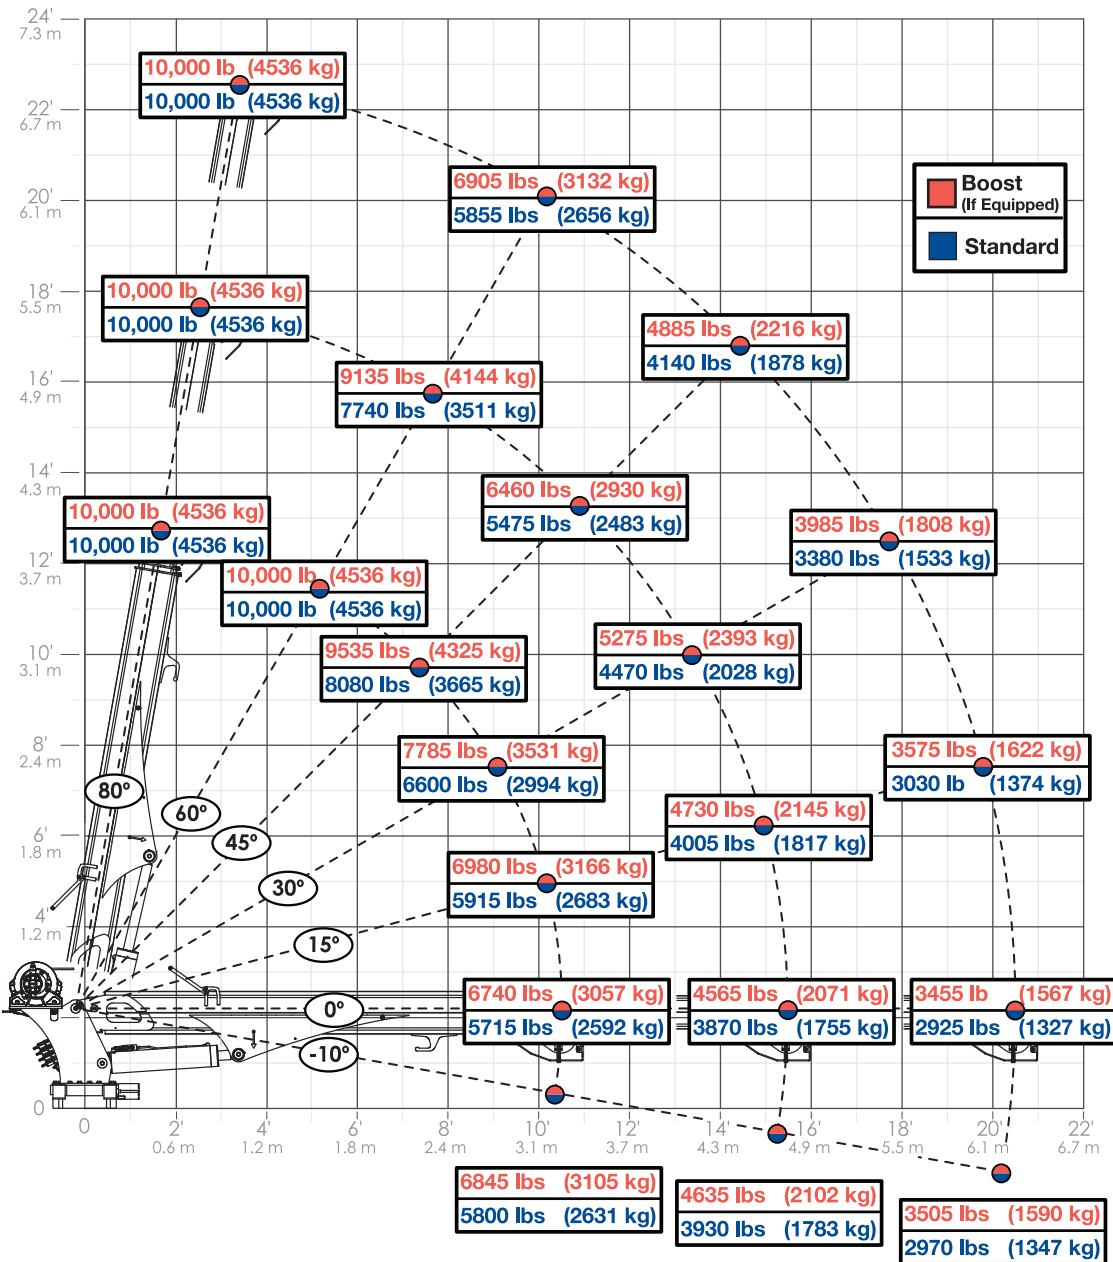 24'
7.3 m
10,000 lb (4536 kg)
10,000 lb (4536 kg)
22'
6.7 m
6905 lbs (3132 kg)
5855 lbs (2656 kg)
Boost
(If Equipped)
Standard
20'
6.1 m
18'
5.5 m
10,000 lb (4536 kg)
10,000 lb (4536 kg)
4885 lbs (2216 kg)
4140 lbs (1878 kg)
16'
4.9 m
9135 lbs (4144 kg)
7740 lbs (3511 kg)
14'
4.3 m
6460 lbs (2930 kg)
5475 lbs (2483 kg)
10,000 lb (4536 kg)
10,000 lb (4536 kg)
3985 lbs (1808 kg)
3380 lbs (1533 kg)
12'
3.7 m
10,000 lb (4536 kg)
10,000 lb (4536 kg)
10'
3.1 m
9535 lbs (4325 kg)
8080 lbs (3665 kg)
5275 lbs (2393 kg)
4470 lbs (2028 kg)
8'
2.4 m
7785 lbs (3531 kg)
6600 lbs (2994 kg)
3575 lbs (1622 kg)
3030 lb (1374 kg)
80°
60°
45°
30°
15°
0°
-10°
6'
1.8 m
4730 lbs (2145 kg)
4005 lbs (1817 kg)
6980 lbs (3166 kg)
5915 lbs (2683 kg)
4'
1.2 m
6740 lbs (3057 kg)
5715 lbs (2592 kg)
4565 lbs (2071 kg)
3870 lbs (1755 kg)
3455 lb (1567 kg)
2925 lbs (1327 kg)
0
0 2' 4' 6' 8' 10' 12' 14' 16' 18' 20' 22'
0.6 m 1.2 m 1.8 m 2.4 m 3.1 m 3.7 m 4.3 m 4.9 m 5.5 m 6.1 m 6.7 m
6845 lbs (3105 kg)
5800 lbs (2631 kg)
4635 lbs (2102 kg)
3930 lbs (1783 kg)
3505 lbs (1590 kg)
2970 lbs (1347 kg)